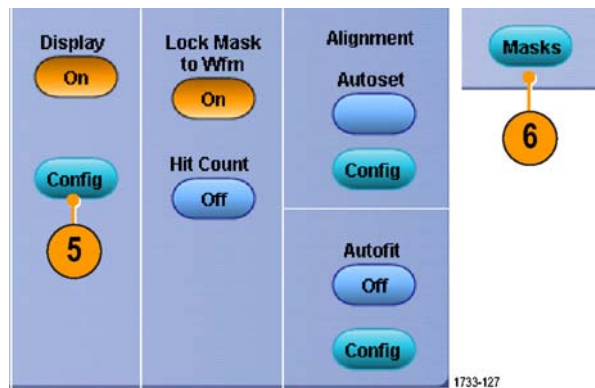 Display
On
Config
5
Lock Mask
to Wfm
On
Hit Count
Off
Alignment
Autoset
Config
Autofit
Off
Config
Masks
6
1733-127